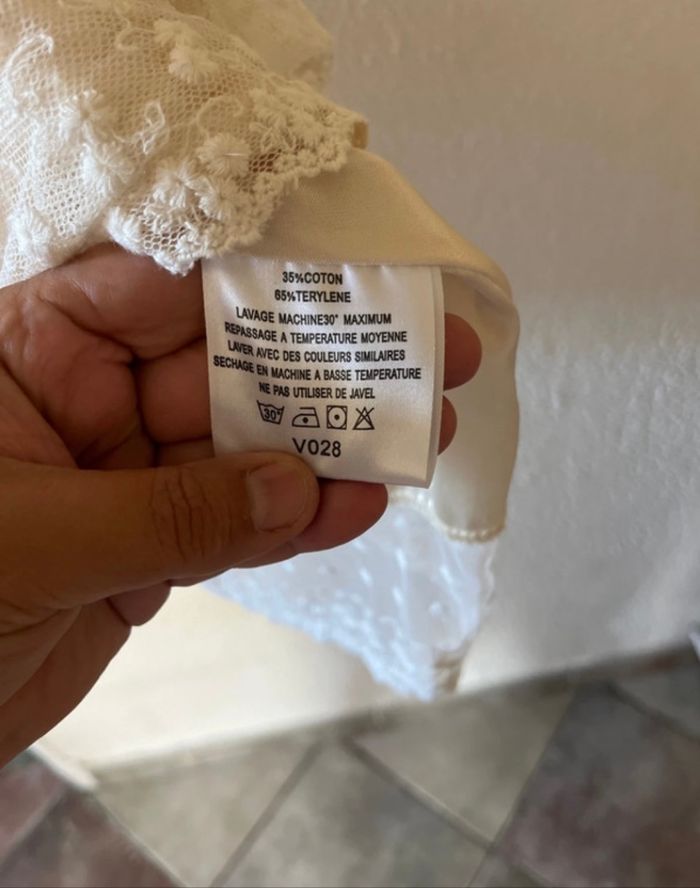 35%COTON
65%TERYLENE
LAVAGE MACHINE30° MAXIMUM
REPASSAGE A TEMPERATURE MOYENNE
LAVER AVEC DES COULEURS SIMILAIRES
SECHAGE EN MACHINE A BASSE TEMPERATURE
NE PAS UTILISER DE JAVEL
30°
V028